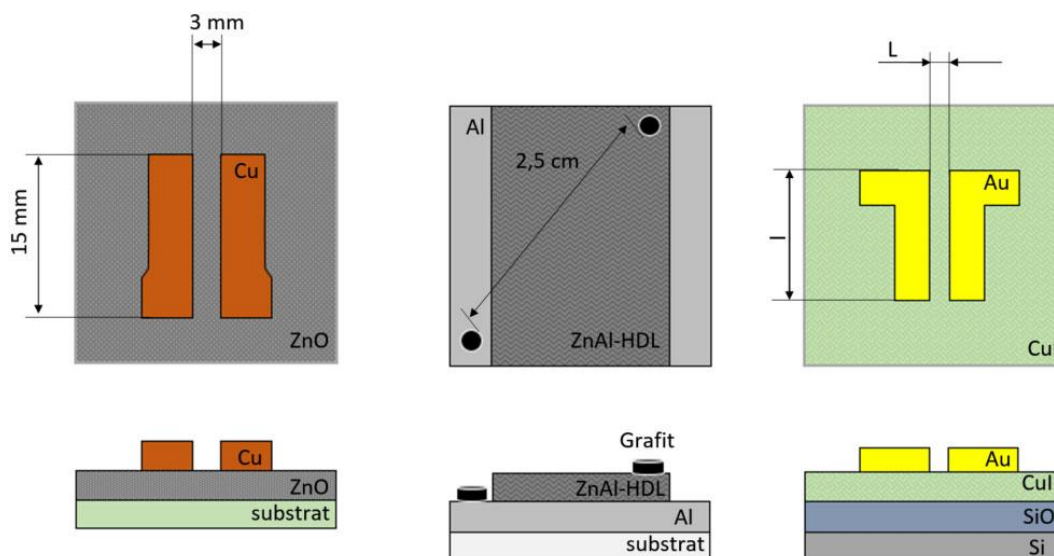 3 mm
15 mm
Cu
ZnO
Al
2,5 cm
ZnAl-HDL
L
l
Au
Cu
Cu
ZnO
substrat
Grafit
ZnAl-HDL
Al
substrat
Au
CuI
SiO
Si